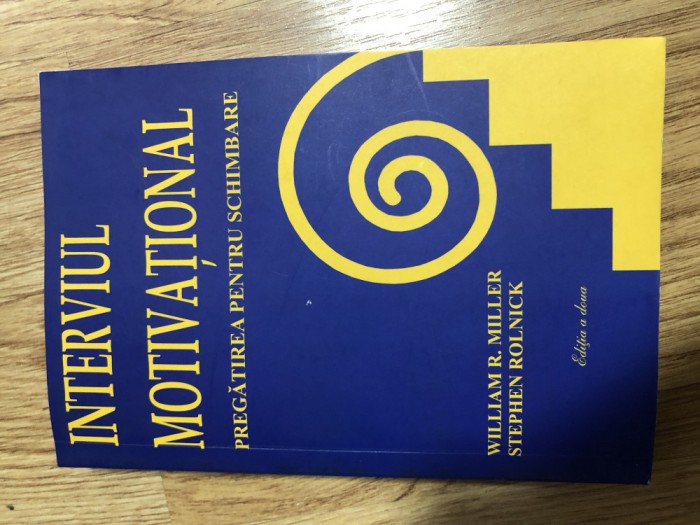 INTERVIUL
MOTIVAȚIONAL
PREGĂTIREA PENTRU SCHIMBARE
WILLIAM R. MILLER
STEPHEN ROLNICK
Ediția a doua